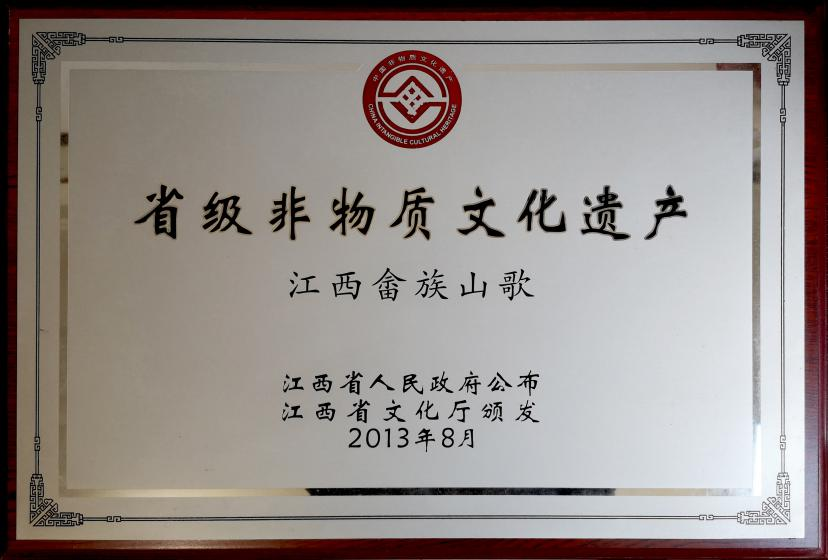 中国非物质文化遗产
CHINA INTANGIBLE CULTURAL HERITAGE
省级非物质文化遗产
江西畲族山歌
江西省人民政府公布
江西省文化厅颁发
2013年8月